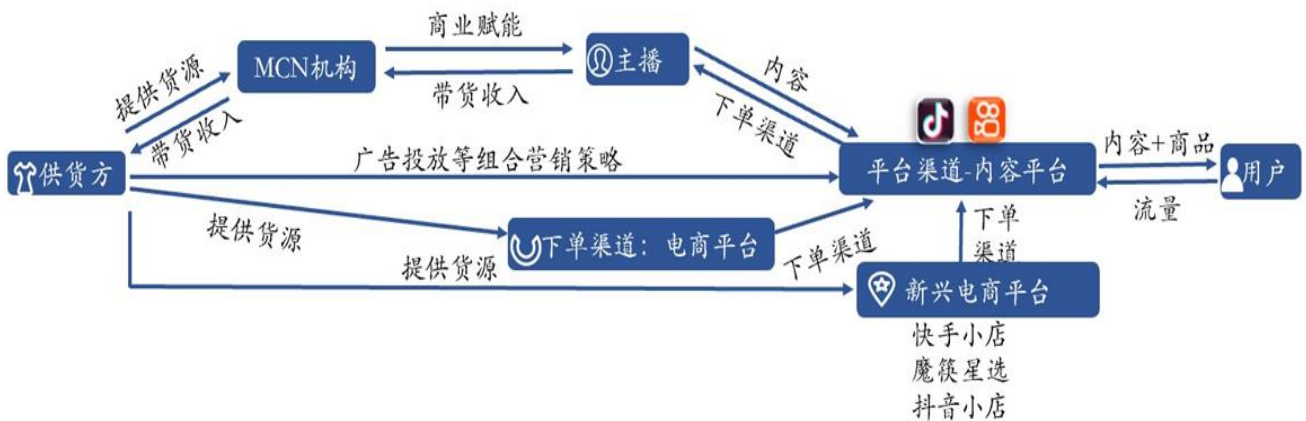 商业赋能
MCN机构
主播
带货收入
提供货源
带货收入
内容
下单渠道
供货方
广告投放等组合营销策略
平台渠道-内容平台
内容+商品
用户
流量
提供货源
下单渠道：电商平台
下单渠道
下单
渠道
提供货源
新兴电商平台
快手小店
魔筷星选
抖音小店